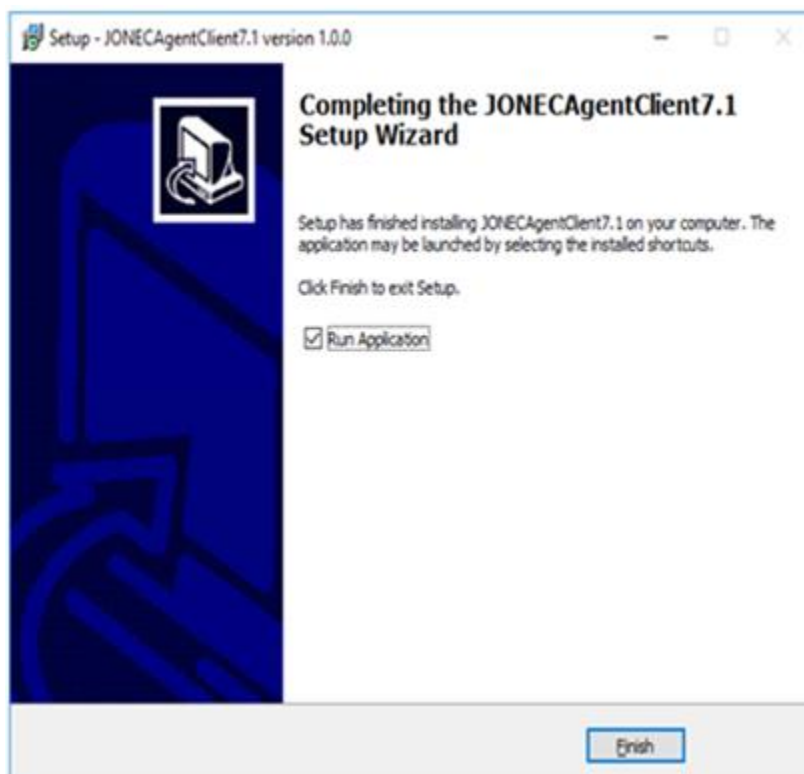 Setup - JONECAgentClient7.1 version 1.0.0
Completing the JONECAgentClient7.1
Setup Wizard
Setup has finished installing JONECAgentClient7.1 on your computer. The
application may be launched by selecting the installed shortcuts.
Click Finish to exit Setup.
Run Application
Finish